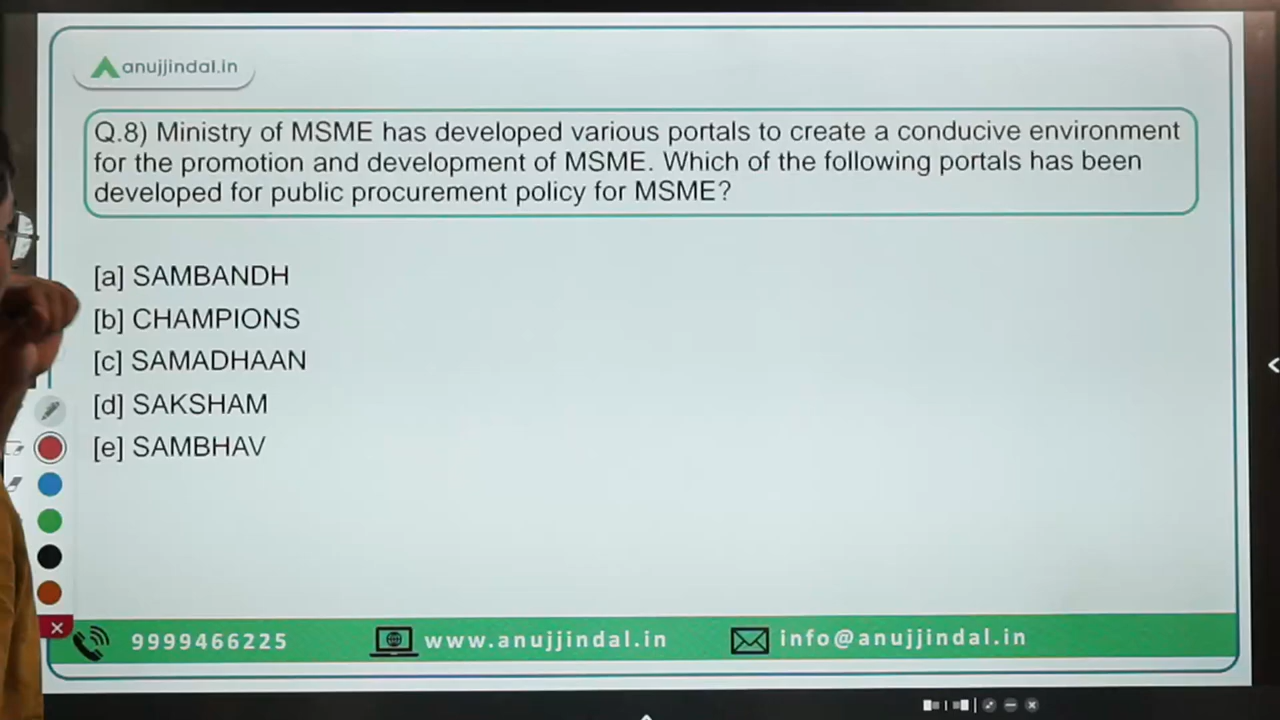 anujjindal.in
Q.8) Ministry of MSME has developed various portals to create a conducive environment
for the promotion and development of MSME. Which of the following portals has been
developed for public procurement policy for MSME?
[a] SAMBANDH
[b] CHAMPIONS
[c] SAMADHAAN
[d] SAKSHAM
[e] SAMBHAV
9999466225 www.anujjindal.in info@anujjindal.in